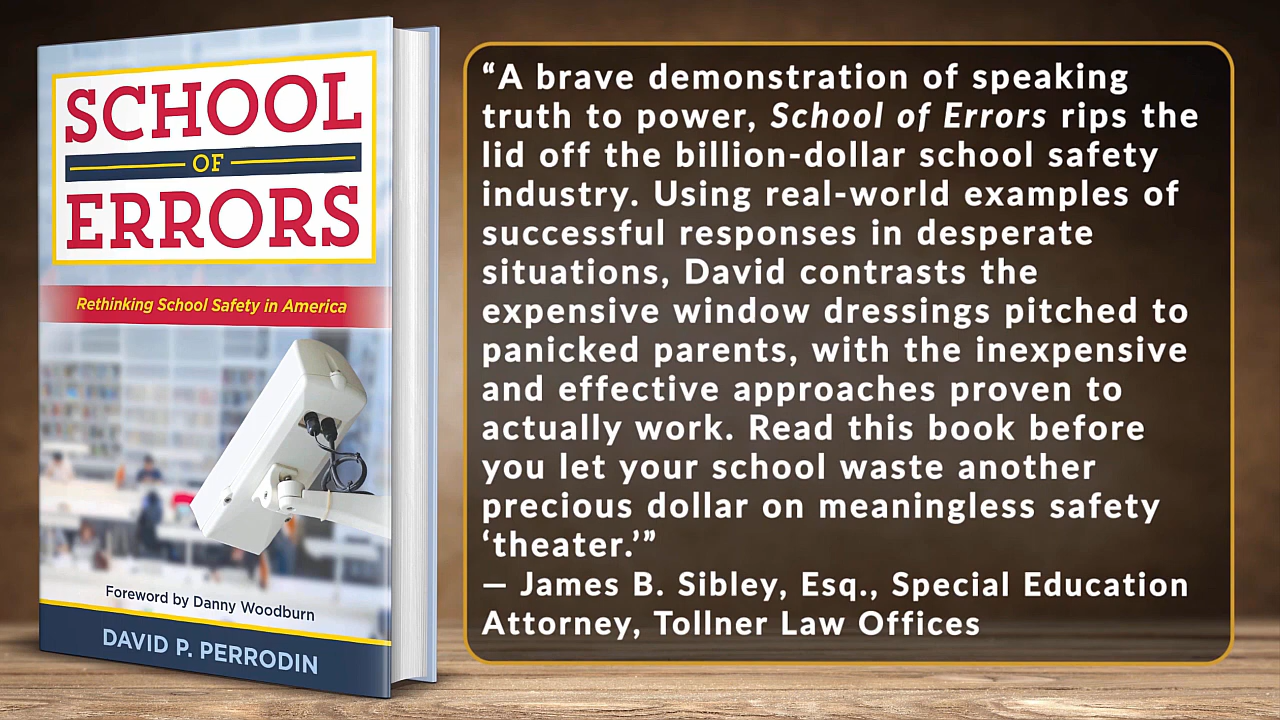 SCHOOL
OF
ERRORS
Rethinking School Safety in America
Foreword by Danny Woodburn
DAVID P. PERRODIN
“A brave demonstration of speaking
truth to power, School of Errors rips the
lid off the billion-dollar school safety
industry. Using real-world examples of
successful responses in desperate
situations, David contrasts the
expensive window dressings pitched to
panicked parents, with the inexpensive
and effective approaches proven to
actually work. Read this book before
you let your school waste another
precious dollar on meaningless safety
‘theater.’”
— James B. Sibley, Esq., Special Education
Attorney, Tollner Law Offices